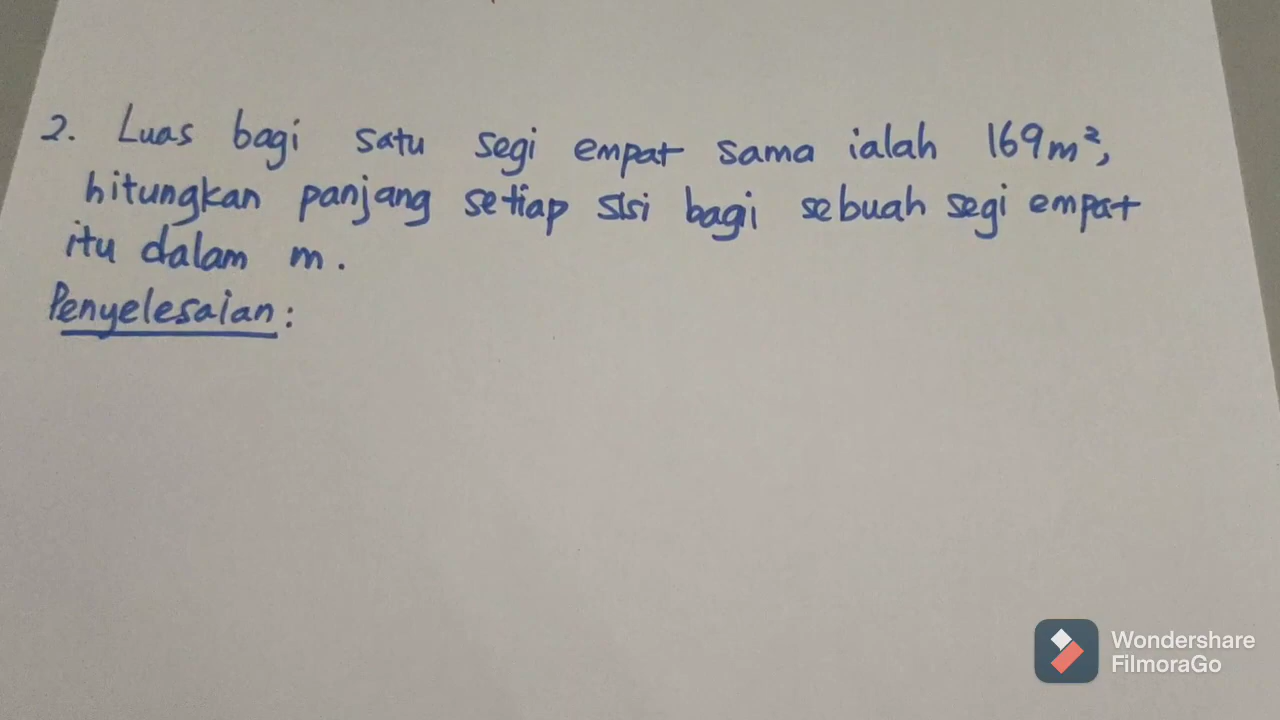 2. Luas bagi satu segi empat sama ialah 169m²,
hitungkan panjang setiap sisi bagi sebuah segi empat
itu dalam m.
Penyelesaian:
Wondershare
FilmoraGo